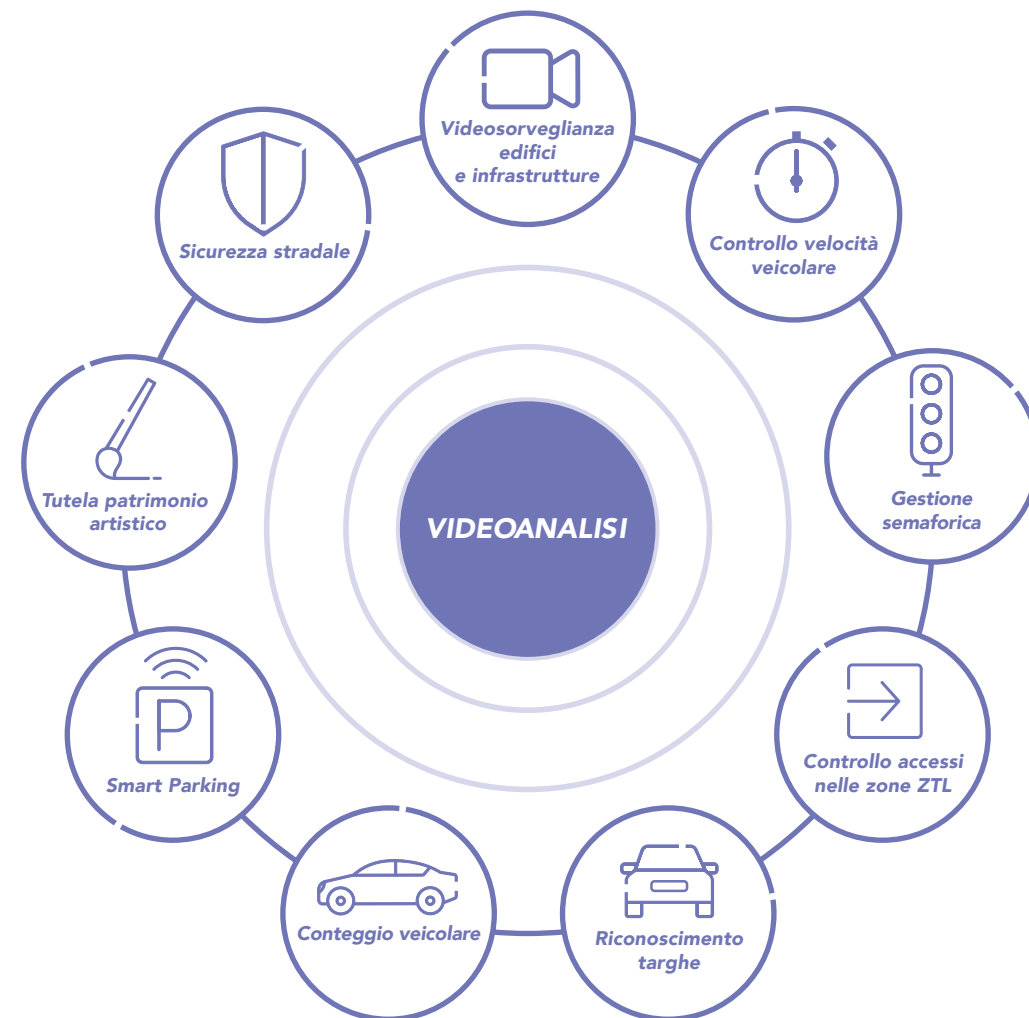 Videosorveglianza
edifici
e infrastrutture
Controllo velocità
veicolare
Gestione
semaforica
Controllo accessi
nelle zone ZTL
Riconoscimento
targhe
Conteggio veicolare
P
Smart Parking
Tutela patrimonio
artistico
Sicurezza stradale
VIDEOANALISI